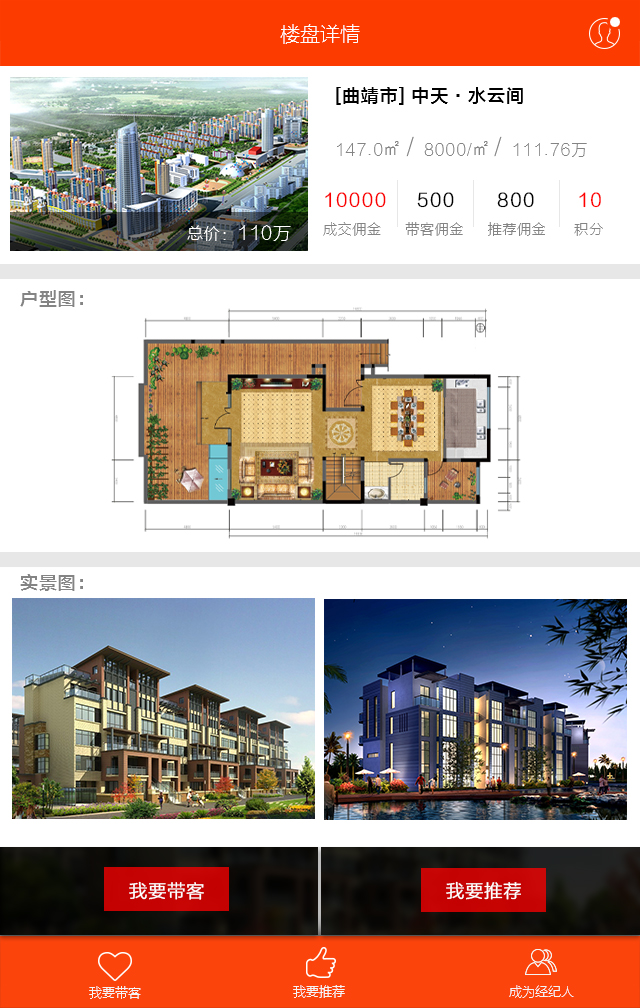 楼盘详情
[曲靖市] 中天·水云间
147.0㎡ / 8000/㎡ / 111.76万
10000 500 800 10
成交佣金 带客佣金 推荐佣金 积分
总价：110万
户型图：
实景图：
我要带客 我要推荐
我要带客 我要推荐 成为经纪人